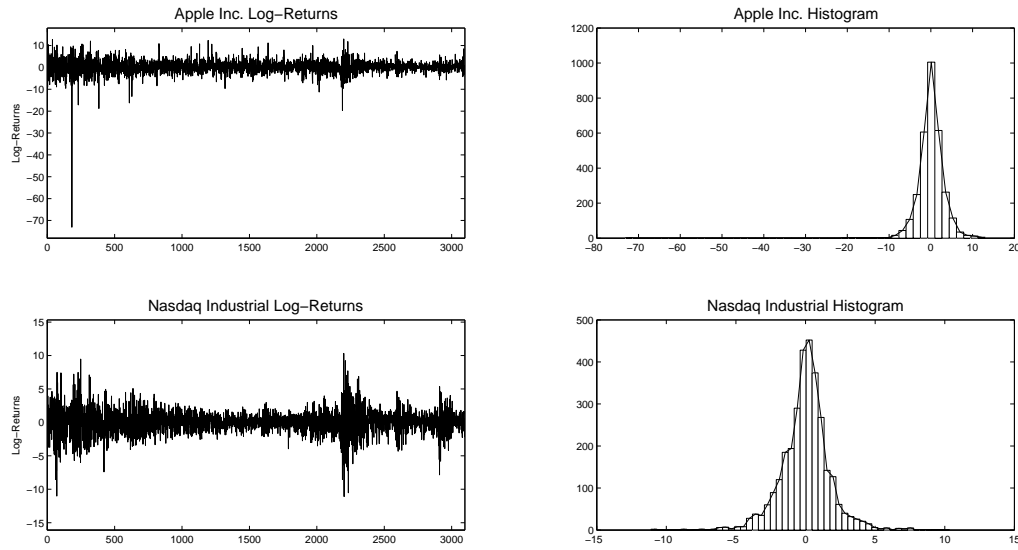 Apple Inc. Log−Returns
Log−Returns
10
0
−10
−20
−30
−40
−50
−60
−70
0 500 1000 1500 2000 2500 3000
Apple Inc. Histogram
1200
1000
800
600
400
200
0
−80 −70 −60 −50 −40 −30 −20 −10 0 10 20
Nasdaq Industrial Log−Returns
Log−Returns
15
10
5
0
−5
−10
−15
0 500 1000 1500 2000 2500 3000
Nasdaq Industrial Histogram
500
400
300
200
100
0
−15 −10 −5 0 5 10 15